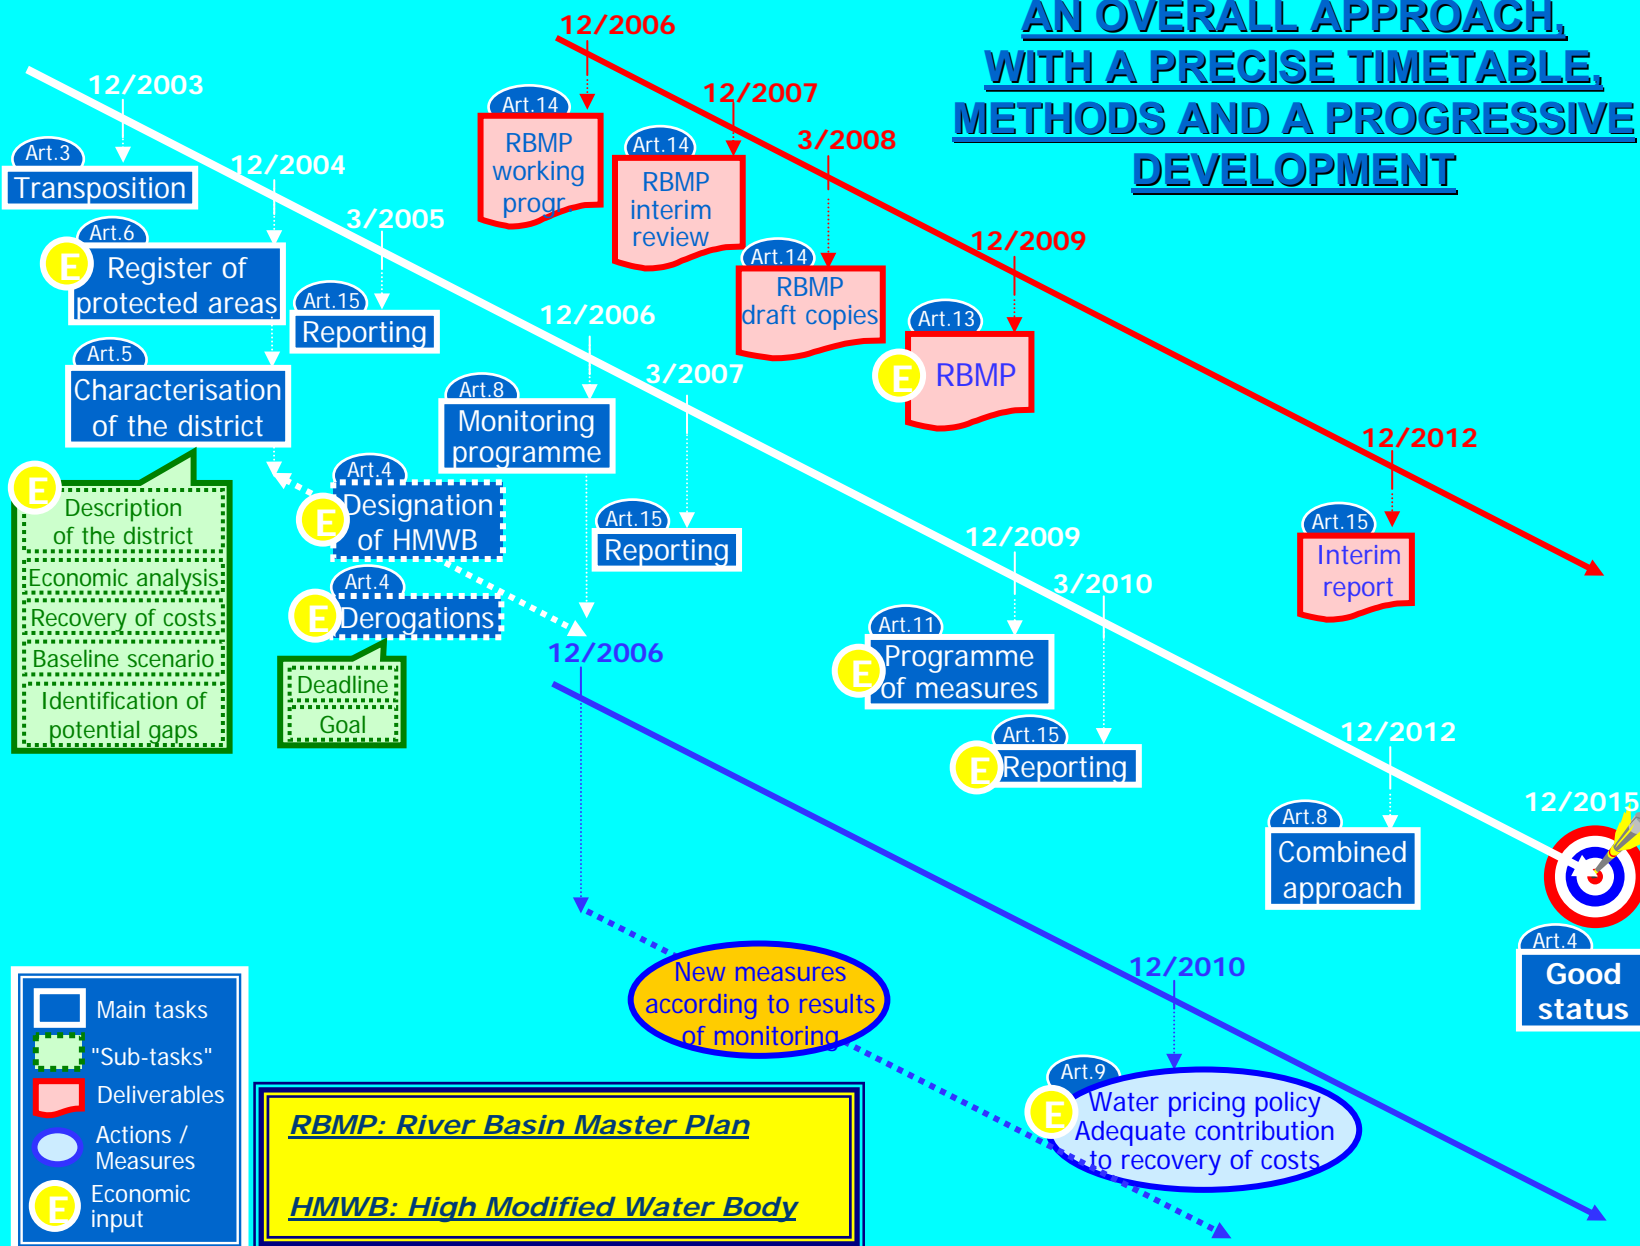 AN OVERALL APPROACH,
WITH A PRECISE TIMETABLE,
METHODS AND A PROGRESSIVE
DEVELOPMENT
12/2006
Art.14
RBMP
working
progr.
12/2007
Art.14
RBMP
interim
review
3/2008
Art.14
RBMP
draft copies
12/2009
Art.13
E
RBMP
12/2012
Art.15
Interim
report
12/2003
Art.3
Transposition
12/2004
Art.6
E
Register of
protected areas
3/2005
Art.15
Reporting
Art.5
Characterisation
of the district
E
Description
of the district
Economic analysis
Recovery of costs
Baseline scenario
Identification of
potential gaps
12/2006
Art.8
Monitoring
programme
3/2007
Art.15
Reporting
Art.4
E
Designation
of HMWB
Art.4
E
Derogations
Deadline
Goal
12/2009
Art.11
E
Programme
of measures
3/2010
Art.15
E
Reporting
12/2012
Art.8
Combined
approach
12/2015
Art.4
Good
status
12/2006
New measures
according to results
of monitoring
12/2010
Art.9
E
Water pricing policy
Adequate contribution
to recovery of costs
Main tasks
"Sub-tasks"
Deliverables
Actions /
Measures
E
Economic
input
RBMP: River Basin Master Plan
HMWB: High Modified Water Body